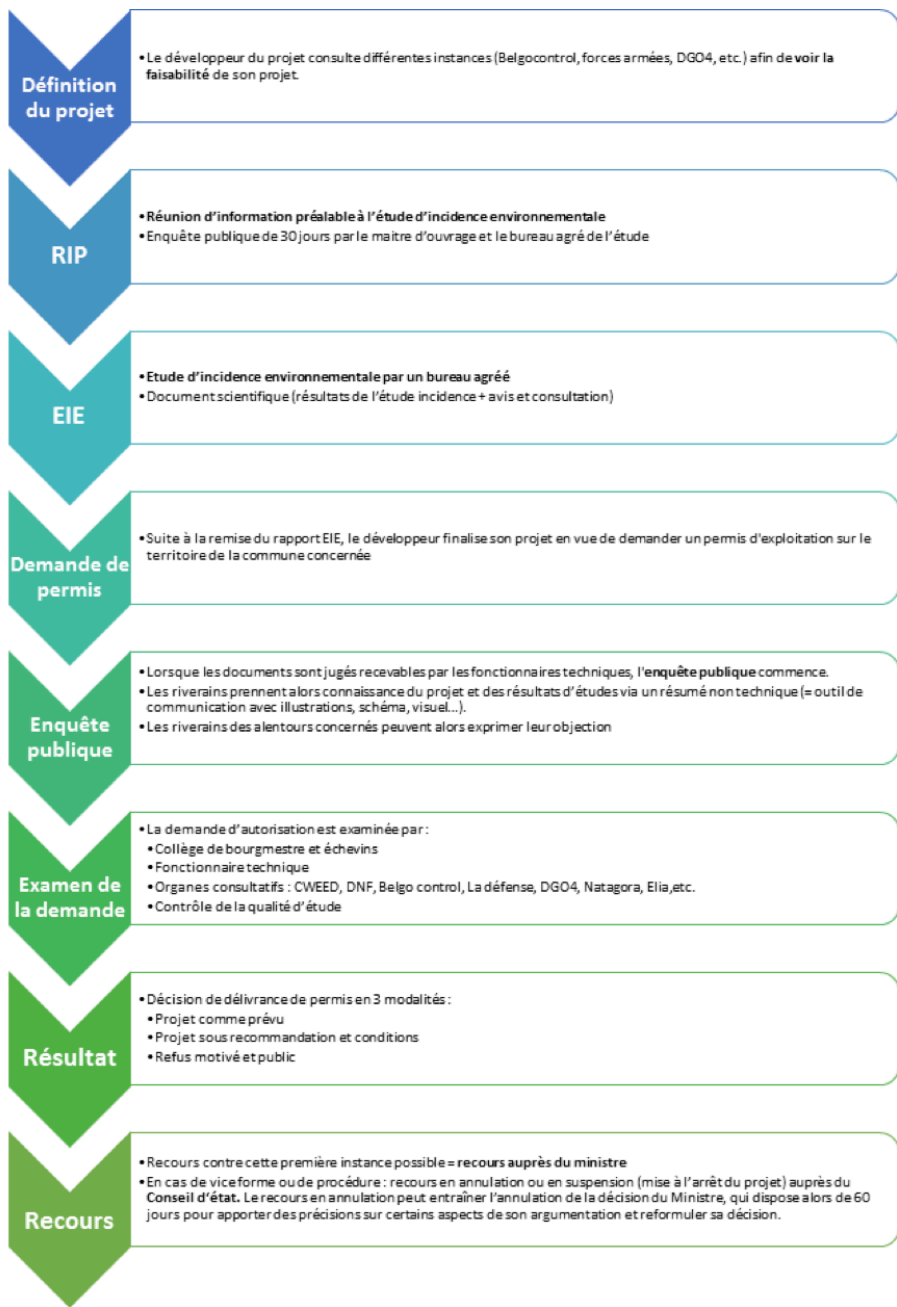 Définition
du projet
•Le développeur du projet consulte différentes instances (Belgocontrol, forces armées, DGO4, etc.) afin de voir la
faisabilité de son projet.
RIP
•Réunion d'information préalable à l'étude d'incidence environnementale
•Enquête publique de 30 jours par le maitre d'ouvrage et le bureau agré de l'étude
EIE
•Etude d'incidence environnementale par un bureau agréé
•Document scientifique (résultats de l'étude incidence + avis et consultation)
Demande de
permis
•Suite à la remise du rapport EIE, le développeur finalise son projet en vue de demander un permis d'exploitation sur le
territoire de la commune concernée
Enquête
publique
•Lorsque les documents sont jugés recevables par les fonctionnaires techniques, l'enquête publique commence.
•Les riverains prennent alors connaissance du projet et des résultats d'études via un résumé non technique (= outil de
communication avec illustrations, schéma, visuel...).
•Les riverains des alentours concernés peuvent alors exprimer leur objection
Examen de
la demande
•La demande d'autorisation est examinée par :
•Collège de bourgmestre et échevins
•Fonctionnaire technique
•Organes consultatifs : CWEED, DNF, Belgo control, La défense, DGO4, Natagora, Elia,etc.
•Contrôle de la qualité d'étude
Résultat
•Décision de délivrance de permis en 3 modalités :
•Projet comme prévu
•Projet sous recommandation et conditions
•Refus motivé et public
Recours
•Recours contre cette première instance possible = recours auprès du ministre
•En cas de vice forme ou de procédure : recours en annulation ou en suspension (mise à l'arrêt du projet) auprès du
Conseil d'état. Le recours en annulation peut entraîner l'annulation de la décision du Ministre, qui dispose alors de 60
jours pour apporter des précisions sur certains aspects de son argumentation et reformuler sa décision.